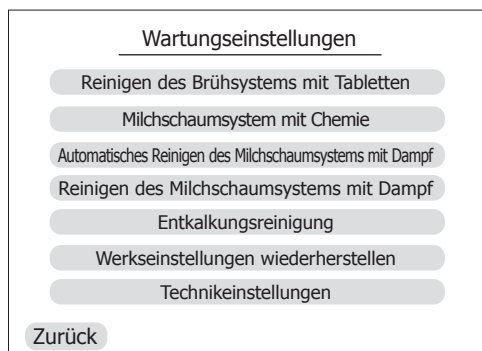 Wartungseinstellungen
Reinigen des Brühsystems mit Tabletten
Milchschaumsystem mit Chemie
Automatisches Reinigen des Milchschaumsystems mit Dampf
Reinigen des Milchschaumsystems mit Dampf
Entkalkungsreinigung
Werkseinstellungen wiederherstellen
Technikeinstellungen
Zurück